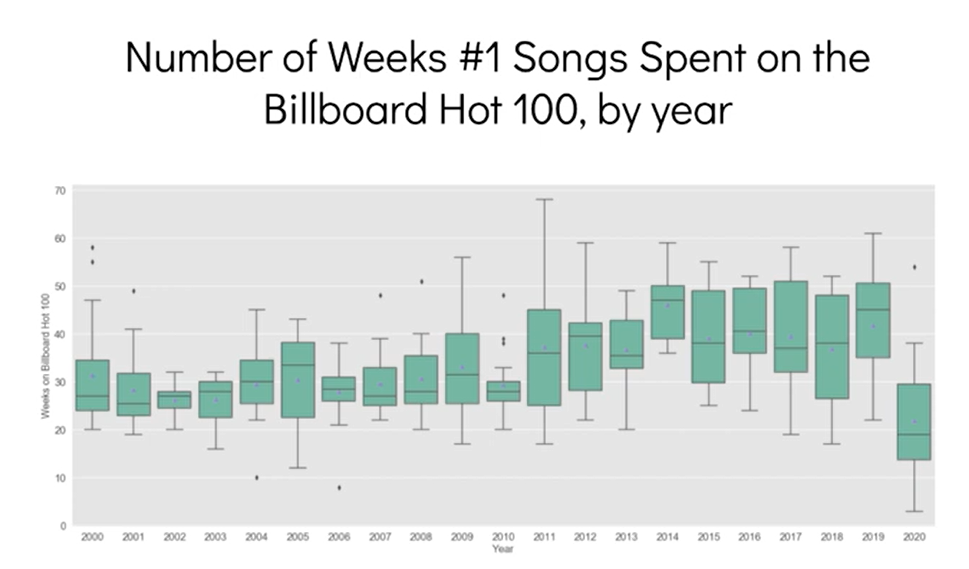 Number of Weeks #1 Songs Spent on the
Billboard Hot 100, by year
Weeks on Billboard Hot 100
70
60
50
40
30
20
10
0
2000 2001 2002 2003 2004 2005 2006 2007 2008 2009 2010 2011 2012 2013 2014 2015 2016 2017 2018 2019 2020
Year